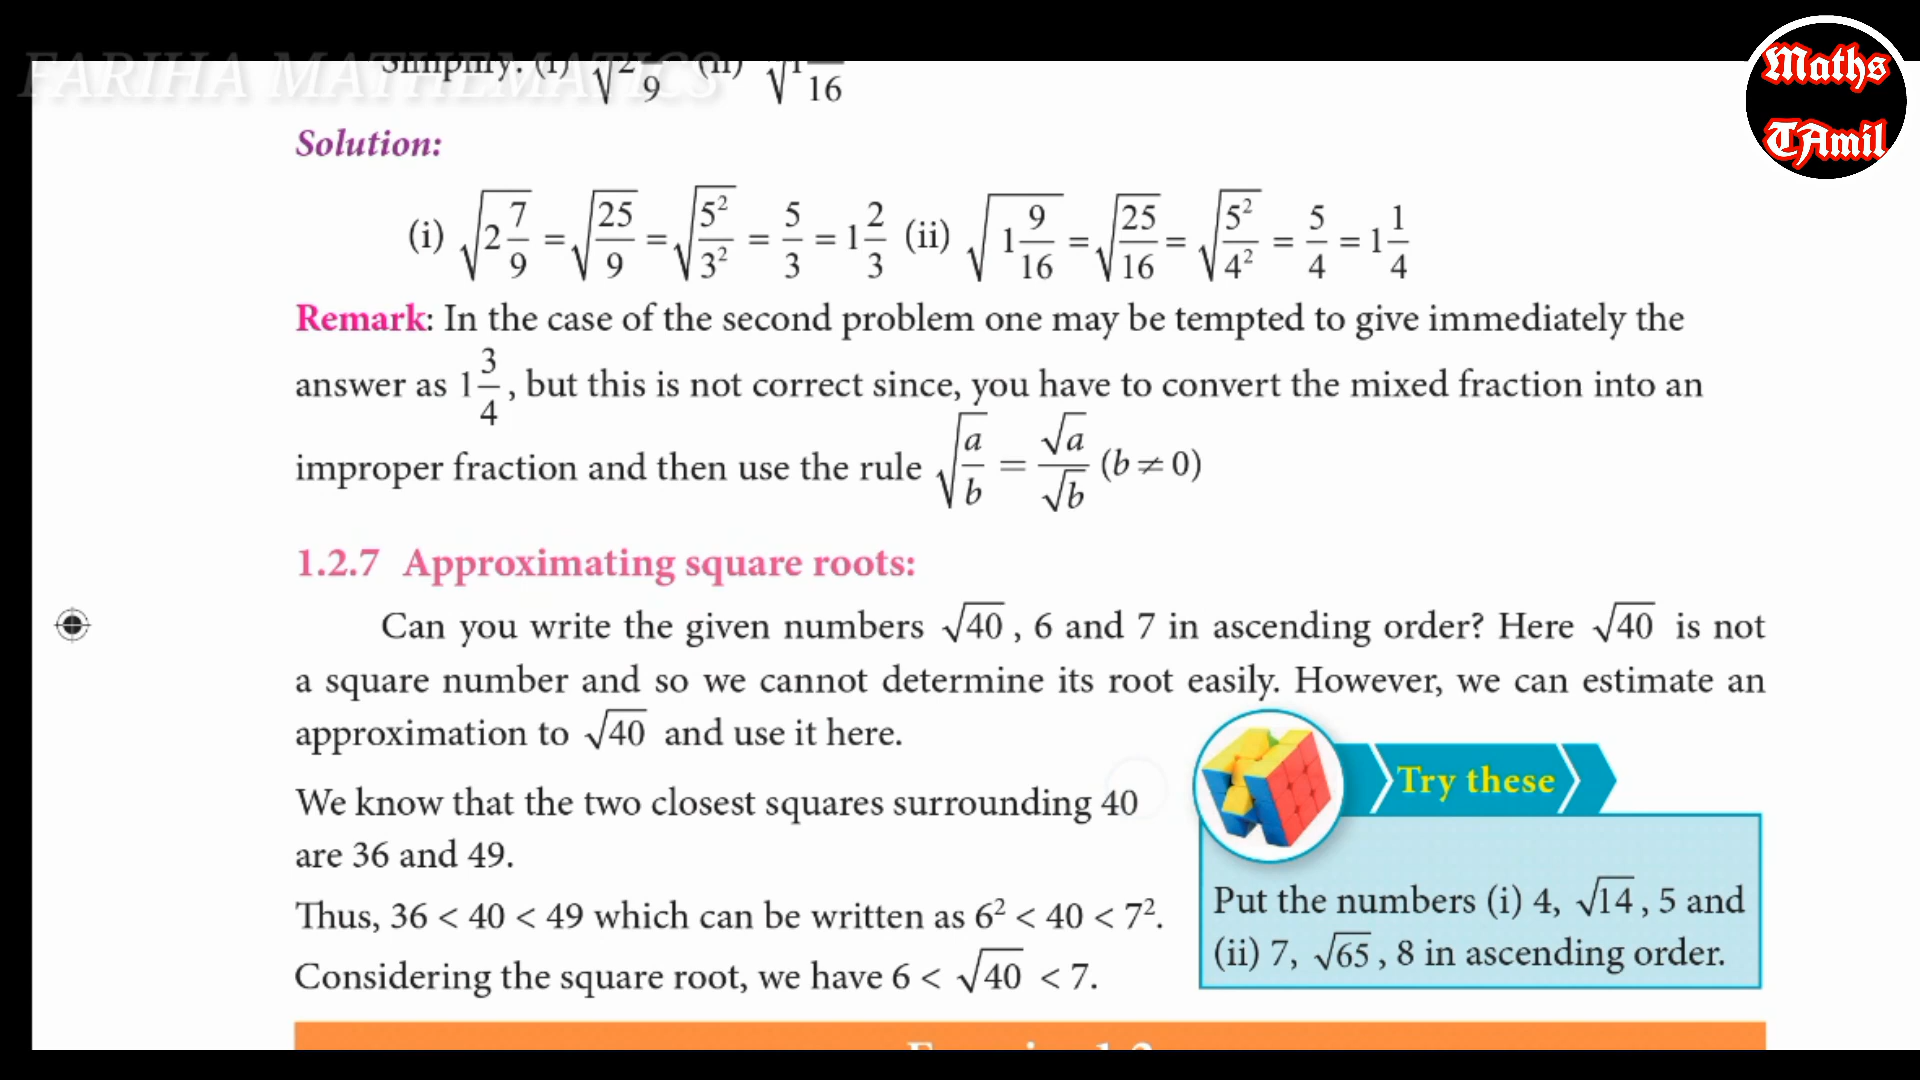 FARIHA MATHEMATICS
Maths
TAmil
Simplify: (i) √2 /9 (ii) √1 /16
Solution:
(i) √(2 7/9) = √(25/9) = √(5²/3²) = 5/3 = 1 2/3 (ii) √(1 9/16) = √(25/16) = √(5²/4²) = 5/4 = 1 1/4
Remark: In the case of the second problem one may be tempted to give immediately the
answer as 1 3/4, but this is not correct since, you have to convert the mixed fraction into an
improper fraction and then use the rule √(a/b) = √a/√b (b ≠ 0)
1.2.7 Approximating square roots:
Can you write the given numbers √40, 6 and 7 in ascending order? Here √40 is not
a square number and so we cannot determine its root easily. However, we can estimate an
approximation to √40 and use it here.
We know that the two closest squares surrounding 40
are 36 and 49.
Thus, 36 < 40 < 49 which can be written as 6² < 40 < 7².
Considering the square root, we have 6 < √40 < 7.
Try these
Put the numbers (i) 4, √14, 5 and
(ii) 7, √65, 8 in ascending order.